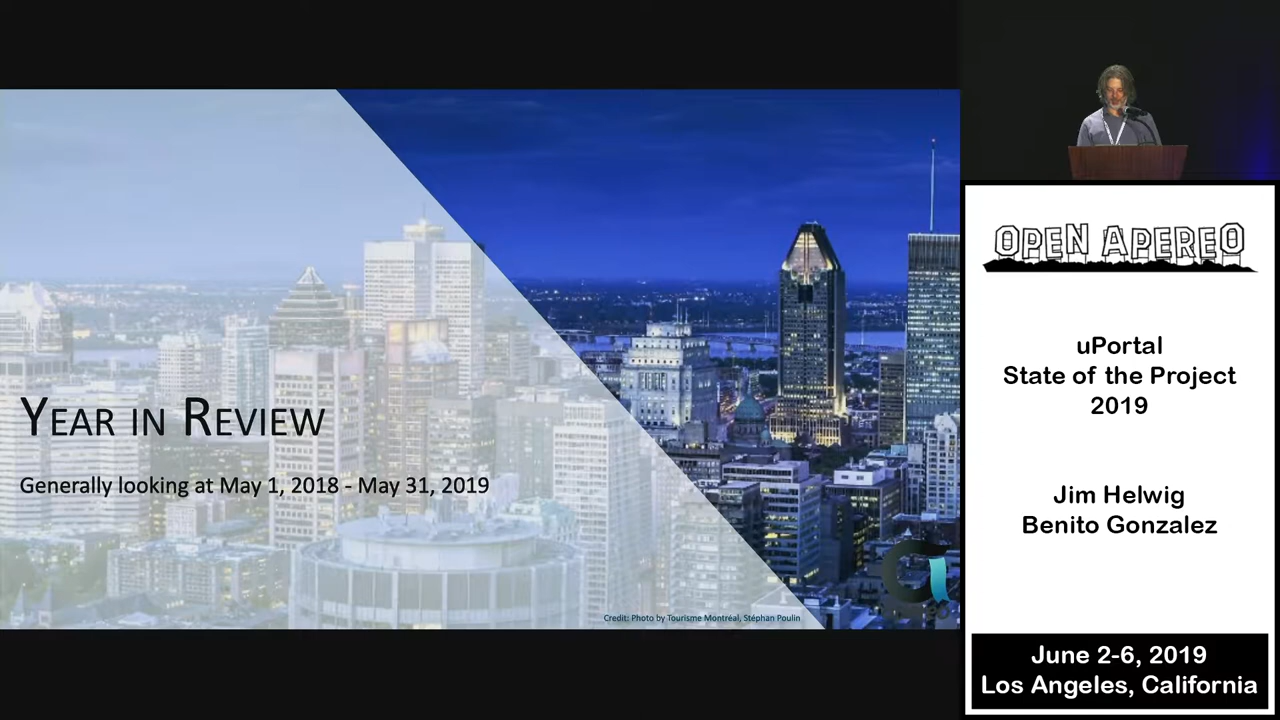 YEAR IN REVIEW
Generally looking at May 1, 2018 - May 31, 2019
Credit: Photo by Tourisme Montréal, Stéphan Poulin
OPEN APEREO
uPortal
State of the Project
2019
Jim Helwig
Benito Gonzalez
June 2-6, 2019
Los Angeles, California